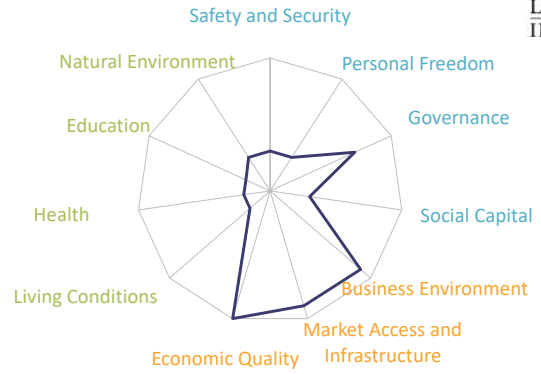 Safety and Security
Natural Environment
Personal Freedom
Education
Governance
Health
Social Capital
Living Conditions
Business Environment
Market Access and
Infrastructure
Economic Quality